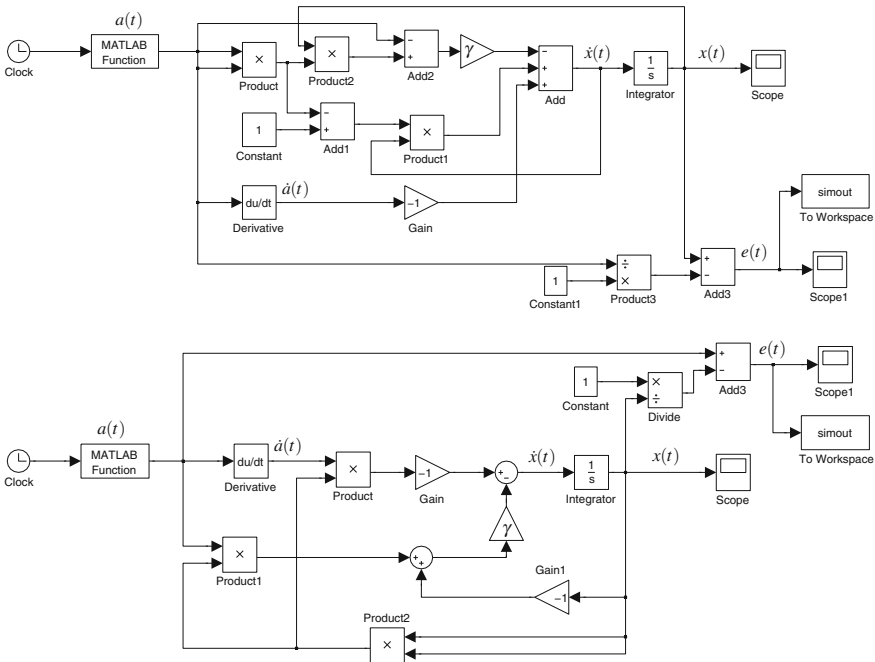 a(t)
Clock
MATLAB
Function
×
Product
×
Product2
−
+
Add2
γ
−
+
+
Add
ẋ(t)
1
s
Integrator
x(t)
Scope
1
Constant
−
+
Add1
×
Product1
du/dt
Derivative
ȧ(t)
−1
Gain
simout
To Workspace
1
Constant1
÷
×
Product3
+
−
Add3
e(t)
Scope1
+
−
Add3
e(t)
Scope1
1
Constant
×
÷
Divide
simout
To Workspace
a(t)
Clock
MATLAB
Function
du/dt
Derivative
ȧ(t)
×
Product
−1
Gain
+
−
ẋ(t)
1
s
Integrator
x(t)
Scope
γ
×
Product1
+
+
Gain1
−1
Product2
×